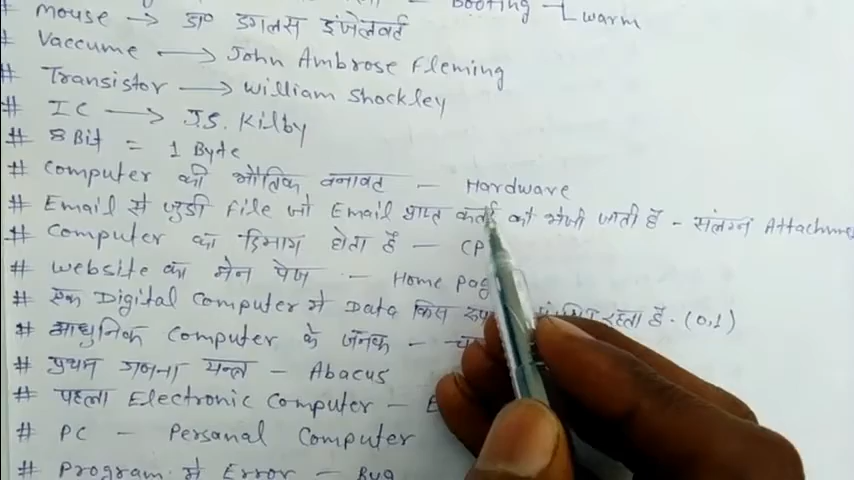 Booting warm
# Mouse → डा० डगलस इंजेलवर्ट
# Vaccume → John Ambrose Fleming
# Transistor → William Shockley
# IC → J.S. Kilby
# 8 Bit = 1 Byte
# Computer की भौतिक बनावट - Hardware
# Email से जुडी File जो Email प्राप्त कर्ता को भेजी जाती है - संलग्न Attachme
# Computer का दिमाग होता है - CP
# Website का मेन पेज - Home pag
# एक Digital Computer मे Data किस रहता है - (0,1)
# आधुनिक Computer के जनक -
# प्रथम गणना यन्त्र - Abacus
# पहला Electronic Computer - E
# PC - Persanal Computer
# Program मे Error - Bug